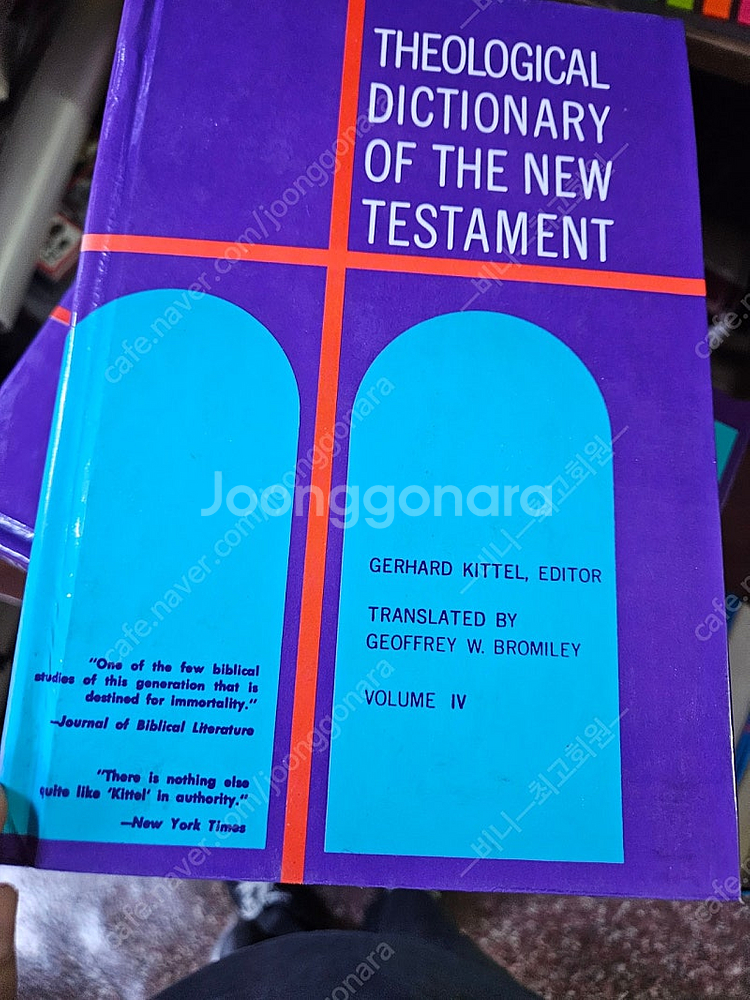 THEOLOGICAL
DICTIONARY
OF THE NEW
TESTAMENT
GERHARD KITTEL, EDITOR
TRANSLATED BY
GEOFFREY W. BROMILEY
VOLUME IV
"One of the few biblical
studies of this generation that is
destined for immortality."
—Journal of Biblical Literature
"There is nothing else
quite like 'Kittel' in authority."
—New York Times
Joonggonara
cafe.naver.com/joonggonara
—비니—최고회원—